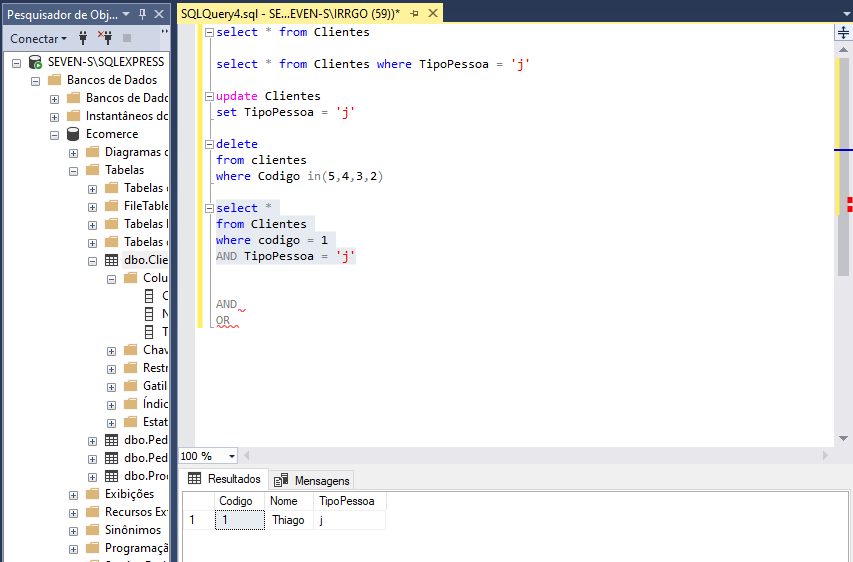 Pesquisador de Obj...
Conectar
SEVEN-S\SQLEXPRESS
Bancos de Dados
Bancos de Dado
Instantâneos do
Ecomerce
Diagramas d
Tabelas
Tabelas d
FileTable
Tabelas
Tabelas d
dbo.Clie
Colu
C
N
T
Chav
Restr
Gatil
Índic
Estat
dbo.Ped
dbo.Ped
dbo.Proc
Exibições
Recursos Ext
Sinônimos
Programaçã
SQLQuery4.sql - SE...EVEN-S\IRRGO (59))*
select * from Clientes
select * from Clientes where TipoPessoa = 'j'
update Clientes
set TipoPessoa = 'j'
delete
from clientes
where Codigo in(5,4,3,2)
select *
from Clientes
where codigo = 1
AND TipoPessoa = 'j'
AND
OR
100 %
Resultados Mensagens
Codigo Nome TipoPessoa
1 1 Thiago j